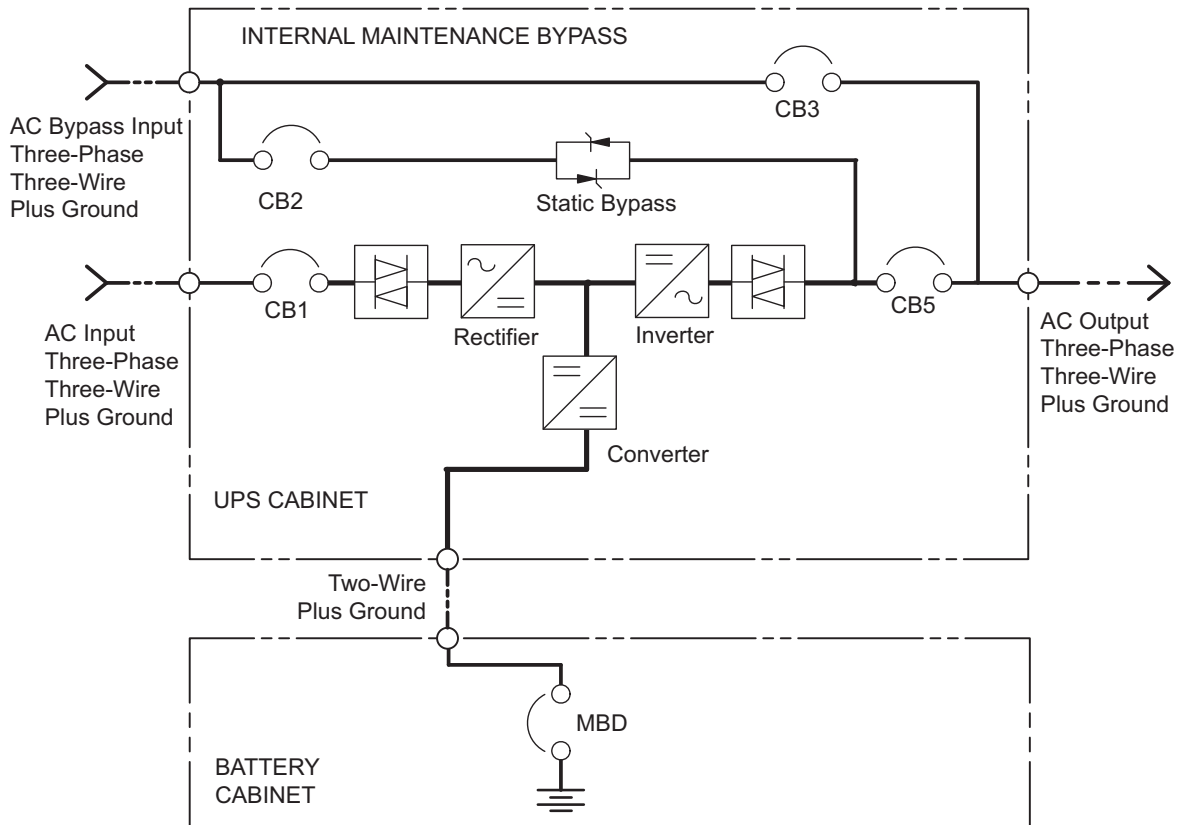 INTERNAL MAINTENANCE BYPASS
CB3
AC Bypass Input
Three-Phase
Three-Wire
Plus Ground
CB2
Static Bypass
CB1
Rectifier
Inverter
CB5
AC Input
Three-Phase
Three-Wire
Plus Ground
AC Output
Three-Phase
Three-Wire
Plus Ground
Converter
UPS CABINET
Two-Wire
Plus Ground
MBD
BATTERY
CABINET